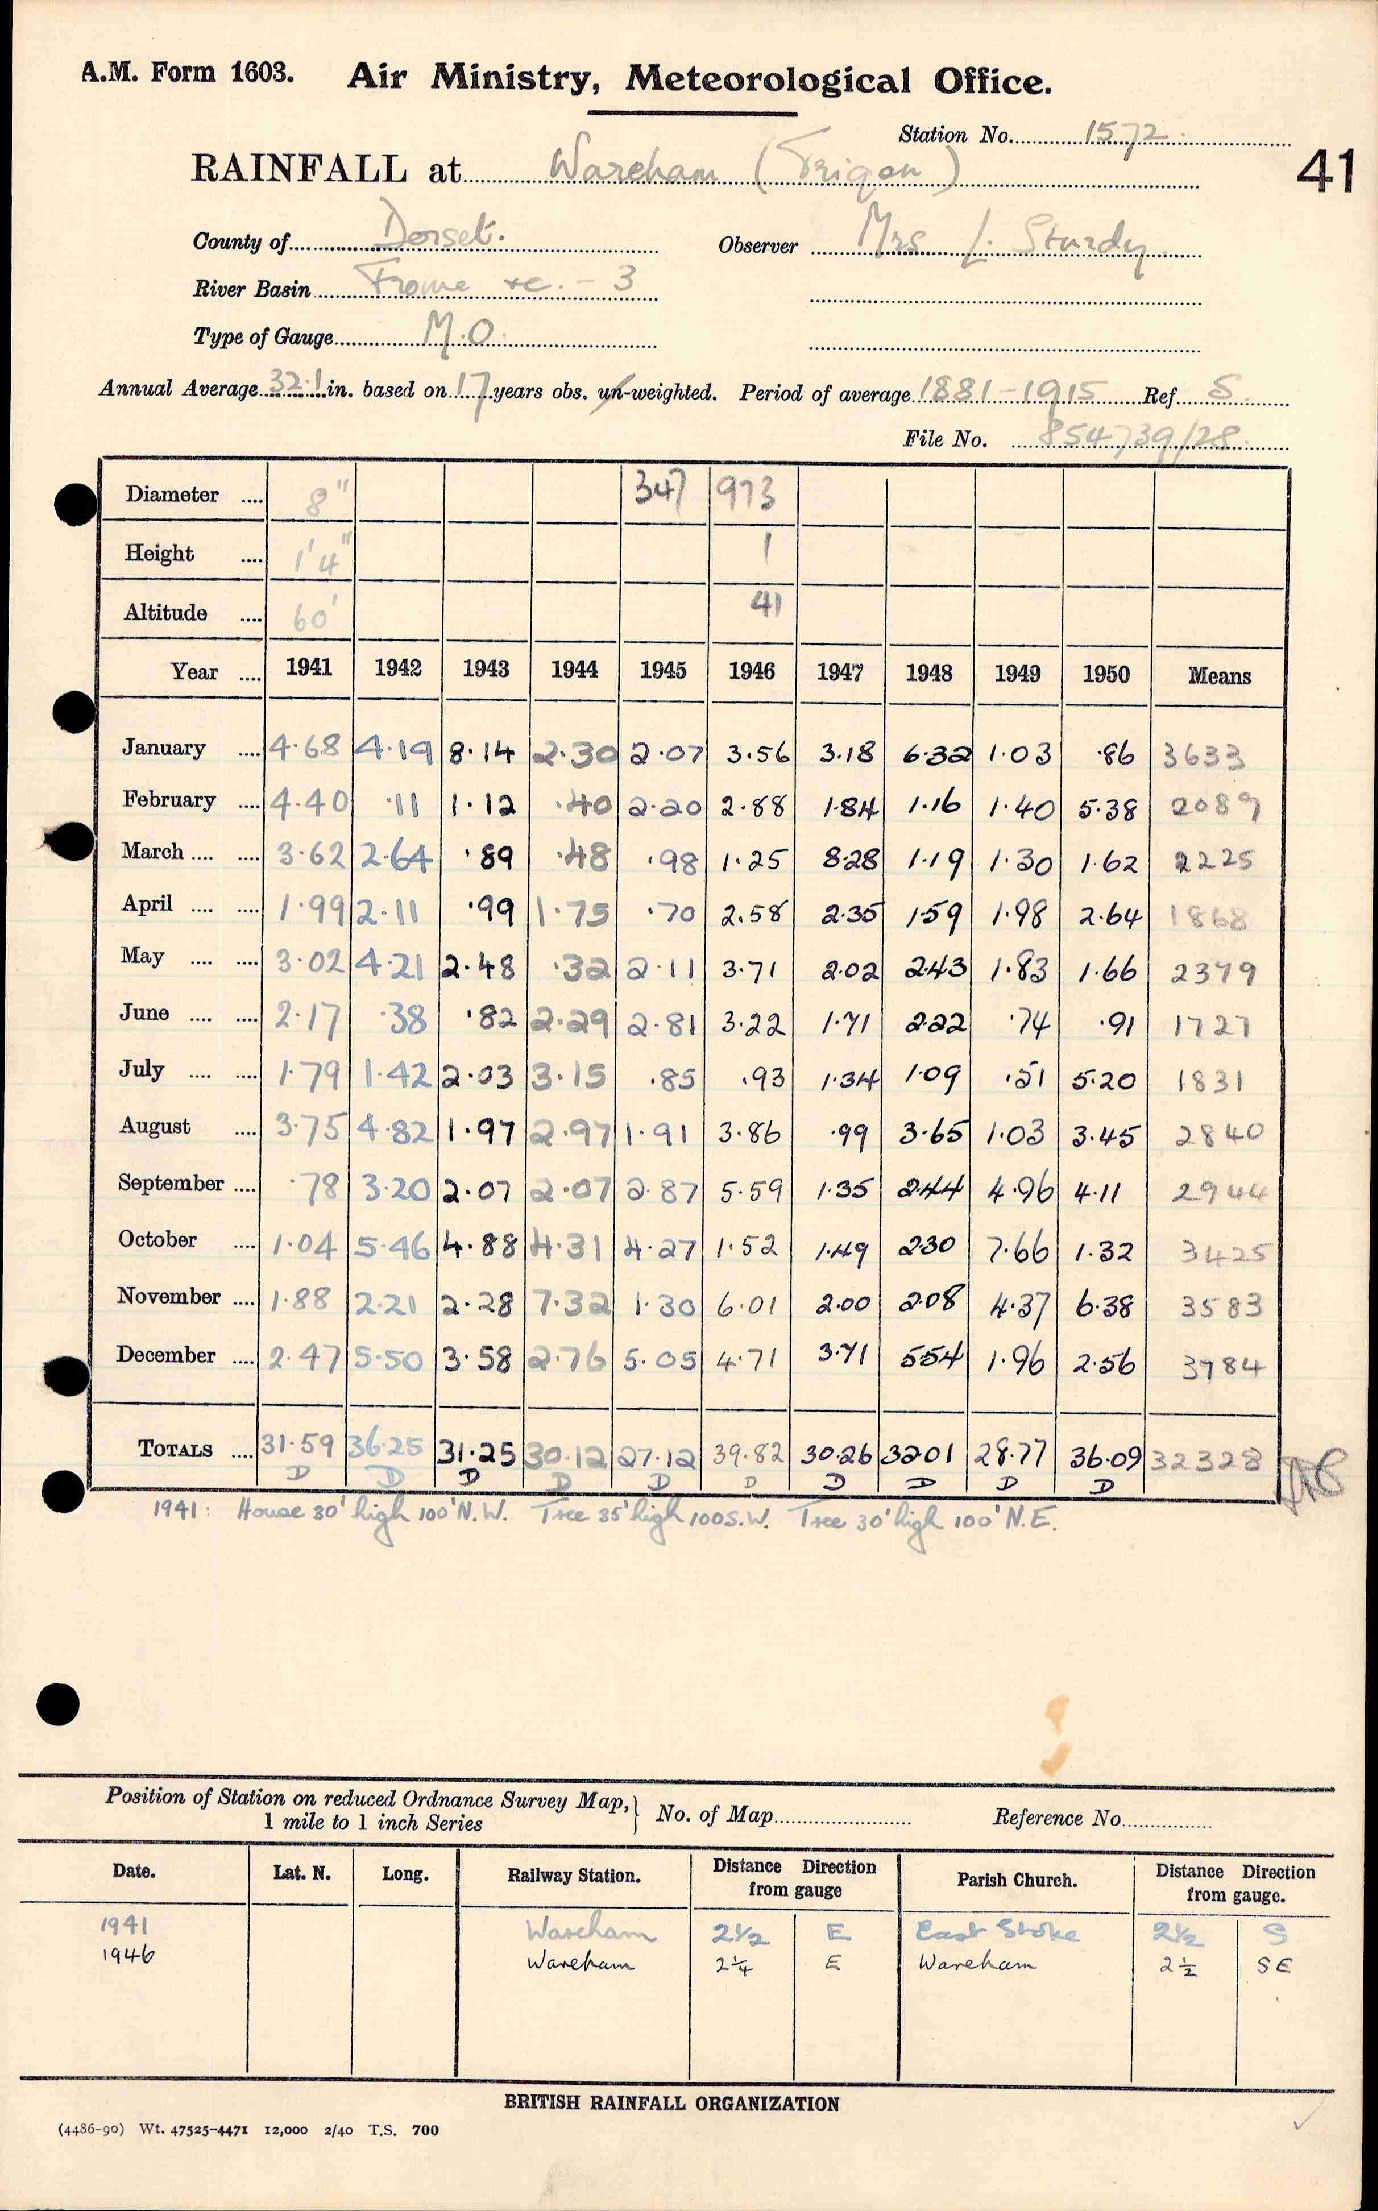 A.M. Form 1603. Air Ministry, Meteorological Office.
Station No. 1572.
41
RAINFALL at Wareham (Trigon)
County of Dorset. Observer Mrs L. Sturdy
River Basin Frome &c. - 3
Type of Gauge M.O.
Annual Average 32.1 in. based on 17 years obs. un-weighted. Period of average 1881-1915 Ref. S.
File No. 854739/28
Diameter .... 8" 347 973
Height .... 1'4" 1
Altitude .... 60' 41
Year .... 1941 1942 1943 1944 1945 1946 1947 1948 1949 1950 Means
January .... 4.68 4.19 8.14 2.30 2.07 3.56 3.18 6.32 1.03 .86 3633
February .... 4.40 .11 1.12 .40 2.20 2.88 1.84 1.16 1.40 5.38 2089
March .... .... 3.62 2.64 .89 .48 .98 1.25 8.28 1.19 1.30 1.62 2225
April .... .... 1.99 2.11 .99 1.75 .70 2.58 2.35 1.59 1.98 2.64 1868
May .... .... 3.02 4.21 2.48 .32 2.11 3.71 2.02 2.43 1.83 1.66 2379
June .... .... 2.17 .38 .82 2.29 2.81 3.22 1.71 2.22 .74 .91 1727
July .... .... 1.79 1.42 2.03 3.15 .85 .93 1.34 1.09 .51 5.20 1831
August .... 3.75 4.82 1.97 2.97 1.91 3.86 .99 3.65 1.03 3.45 2840
September .... .78 3.20 2.07 2.07 2.87 5.59 1.35 2.44 4.96 4.11 2944
October .... 1.04 5.46 4.88 4.31 4.27 1.52 1.49 2.30 7.66 1.32 3425
November .... 1.88 2.21 2.28 7.32 1.30 6.01 2.00 2.08 4.37 6.38 3583
December .... 2.47 5.50 3.58 2.76 5.05 4.71 3.71 5.54 1.96 2.56 3784
TOTALS .... 31.59 36.25 31.25 30.12 27.12 39.82 30.26 32.01 28.77 36.09 32328
D D D D D D D D D D
1941: House 30' high 100' N.W. Tree 35' high 100 S.W. Tree 30' high 100' N.E.
Position of Station on reduced Ordnance Survey Map, 1 mile to 1 inch Series } No. of Map Reference No.
Date. Lat. N. Long. Railway Station. Distance Direction from gauge Parish Church. Distance Direction from gauge.
1941 Wareham 2½ E East Stoke 2½ S
1946 Wareham 2¼ E Wareham 2½ SE
BRITISH RAINFALL ORGANIZATION
(4486-90) Wt. 47525-4471 12,000 2/40 T.S. 700